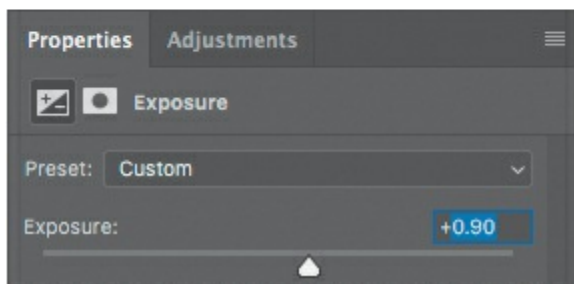 Properties Adjustments
Exposure
Preset: Custom
Exposure: +0.90